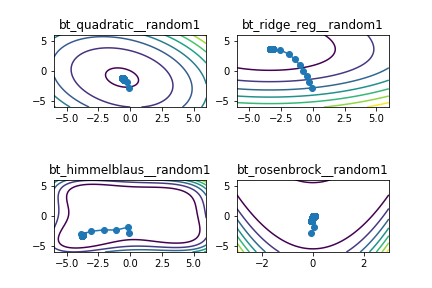 bt_quadratic__random1
bt_ridge_reg__random1
5
0
−5
−5.0 −2.5 0.0 2.5 5.0
5
0
−5
−5.0 −2.5 0.0 2.5 5.0
bt_himmelblaus__random1
bt_rosenbrock__random1
5
0
−5
−5.0 −2.5 0.0 2.5 5.0
5
0
−5
−2 0 2